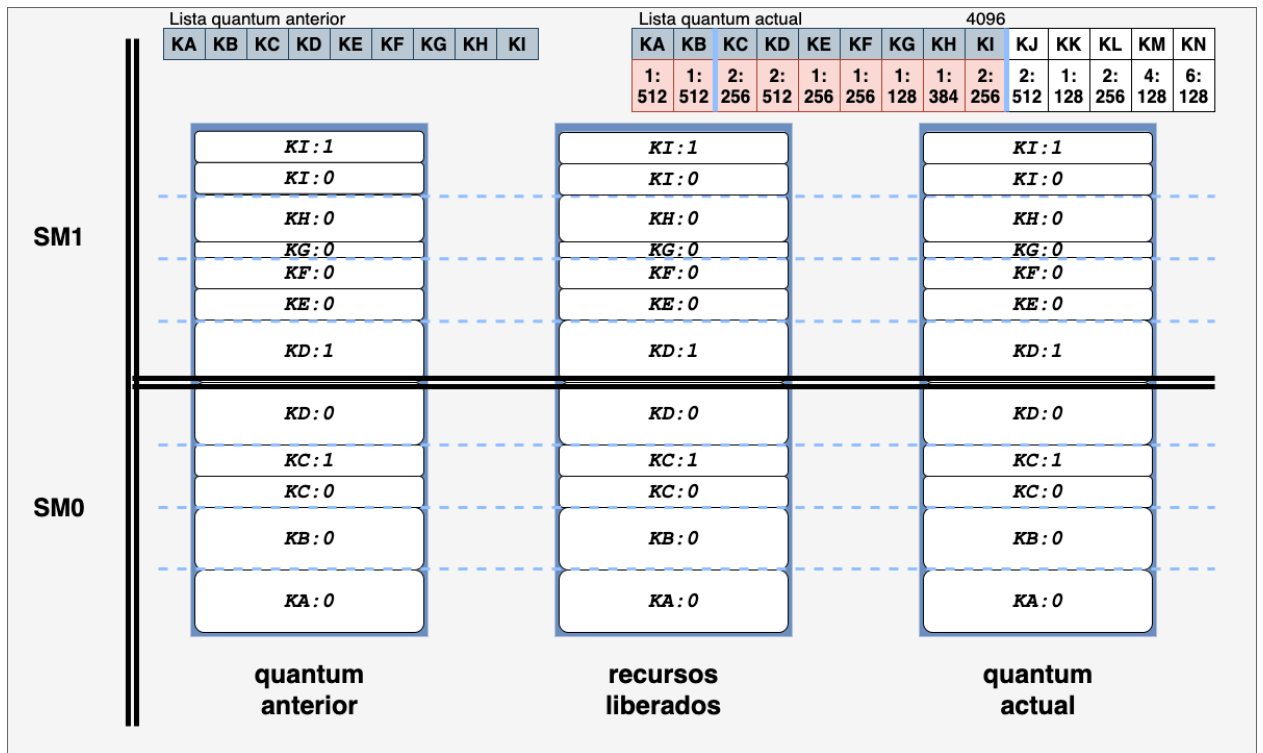 Lista quantum anterior
KA KB KC KD KE KF KG KH KI
Lista quantum actual 4096
KA KB KC KD KE KF KG KH KI KJ KK KL KM KN
1: 1: 2: 2: 1: 1: 1: 1: 2: 2: 1: 2: 4: 6:
512 512 256 512 256 256 128 384 256 512 128 256 128 128
SM1
KI:1 KI:1 KI:1
KI:0 KI:0 KI:0
KH:0 KH:0 KH:0
KG:0 KG:0 KG:0
KF:0 KF:0 KF:0
KE:0 KE:0 KE:0
KD:1 KD:1 KD:1
SM0
KD:0 KD:0 KD:0
KC:1 KC:1 KC:1
KC:0 KC:0 KC:0
KB:0 KB:0 KB:0
KA:0 KA:0 KA:0
quantum
anterior
recursos
liberados
quantum
actual